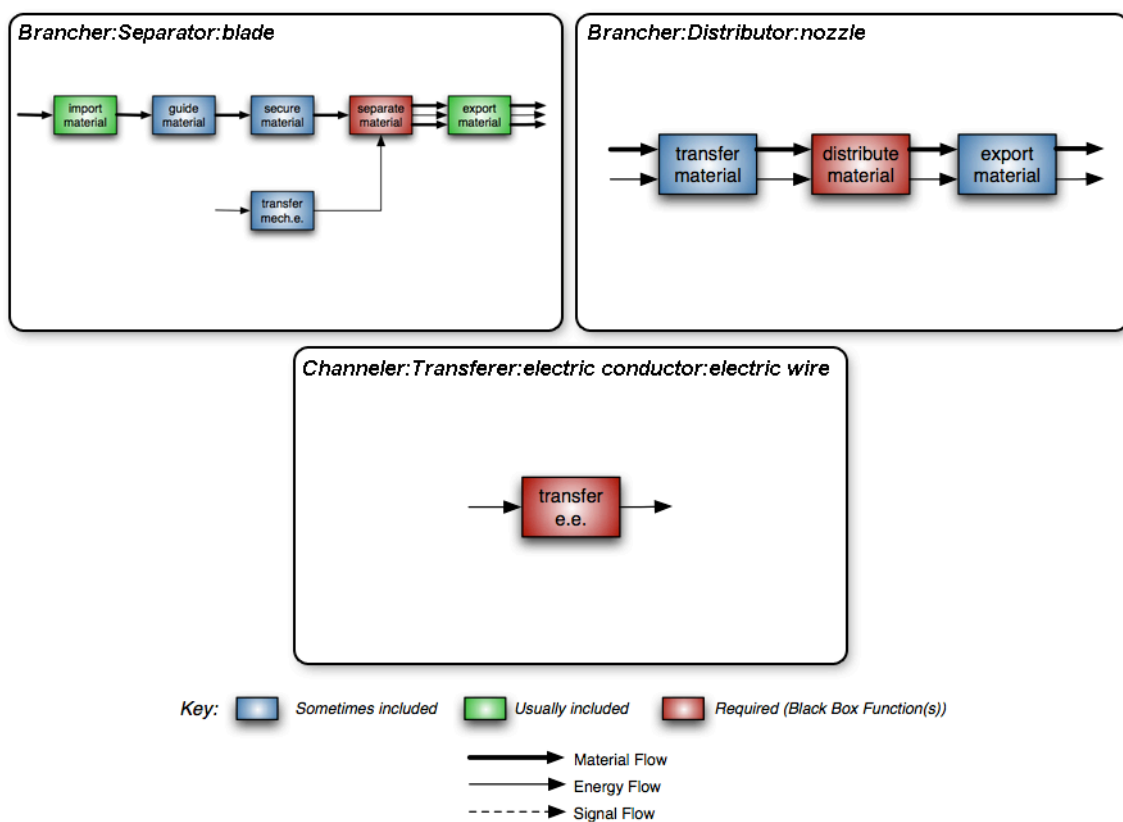 Brancher:Separator:blade
import
material
guide
material
secure
material
separate
material
export
material
transfer
mech.e.
Brancher:Distributor:nozzle
transfer
material
distribute
material
export
material
Channeler:Transferer:electric conductor:electric wire
transfer
e.e.
Key:
Sometimes included
Usually included
Required (Black Box Function(s))
Material Flow
Energy Flow
Signal Flow